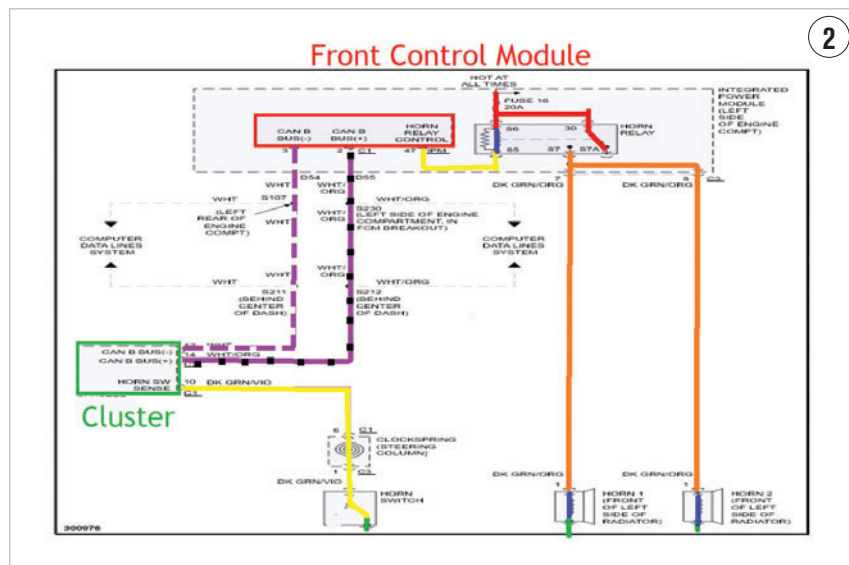 2
Front Control Module
HOT AT
ALL TIMES
FUSE 16
20A
INTEGRATED
POWER
MODULE
(LEFT
SIDE
OF ENGINE
COMPT)
HORN
RELAY
CAN B
BUS(-)
CAN B
BUS(+)
HORN
RELAY
CONTROL
86
30
85
87
87A
3
2
C1
47
7
8
C3
D54
D55
WHT
WHT/
ORG
DK GRN/ORG
DK GRN/ORG
WHT
WHT/ORG
S107
(LEFT
REAR OF
ENGINE
COMPT)
WHT/
ORG
S230
(LEFT SIDE OF ENGINE
COMPARTMENT, IN
FCM BREAKOUT)
COMPUTER
DATA LINES
SYSTEM
COMPUTER
DATA LINES
SYSTEM
WHT
WHT/
ORG
WHT
WHT/ORG
S211
(BEHIND
CENTER
OF DASH)
S212
(BEHIND
CENTER
OF DASH)
CAN B BUS(-)
WHT
CAN B BUS(+)
14
WHT/ORG
HORN SW
SENSE
10
DK GRN/VIO
C1
Cluster
6
C1
CLOCKSPRING
(STEERING
COLUMN)
1
C3
DK GRN/VIO
HORN
SWITCH
DK GRN/ORG
1
HORN 1
(FRONT
OF LEFT
SIDE OF
RADIATOR)
DK GRN/ORG
1
HORN 2
(FRONT
OF LEFT
SIDE OF
RADIATOR)
300976